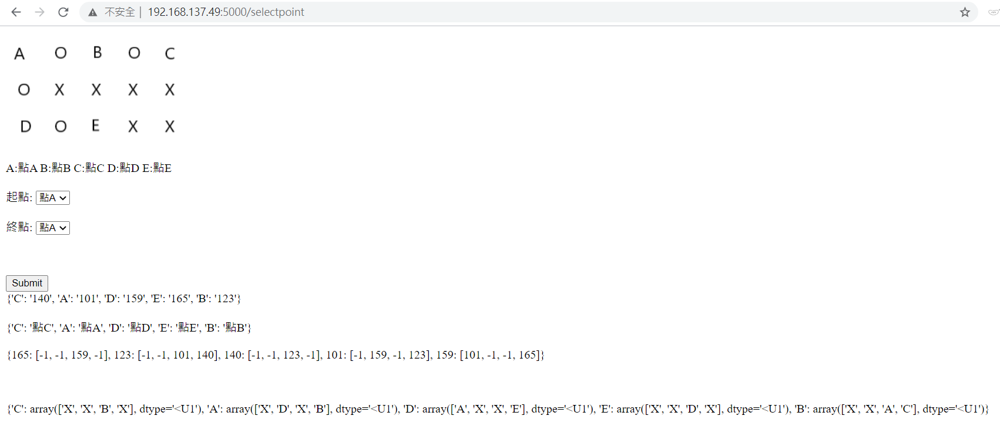 不安全 | 192.168.137.49:5000/selectpoint
A O B O C
O X X X X
D O E X X
A:點A B:點B C:點C D:點D E:點E
起點: 點A
終點: 點A
Submit
{'C': '140', 'A': '101', 'D': '159', 'E': '165', 'B': '123'}
{'C': '點C', 'A': '點A', 'D': '點D', 'E': '點E', 'B': '點B'}
{165: [-1, -1, 159, -1], 123: [-1, -1, 101, 140], 140: [-1, -1, 123, -1], 101: [-1, 159, -1, 123], 159: [101, -1, -1, 165]}
{'C': array(['X', 'X', 'B', 'X'], dtype='<U1'), 'A': array(['X', 'D', 'X', 'B'], dtype='<U1'), 'D': array(['A', 'X', 'X', 'E'], dtype='<U1'), 'E': array(['X', 'X', 'D', 'X'], dtype='<U1'), 'B': array(['X', 'X', 'A', 'C'], dtype='<U1')}